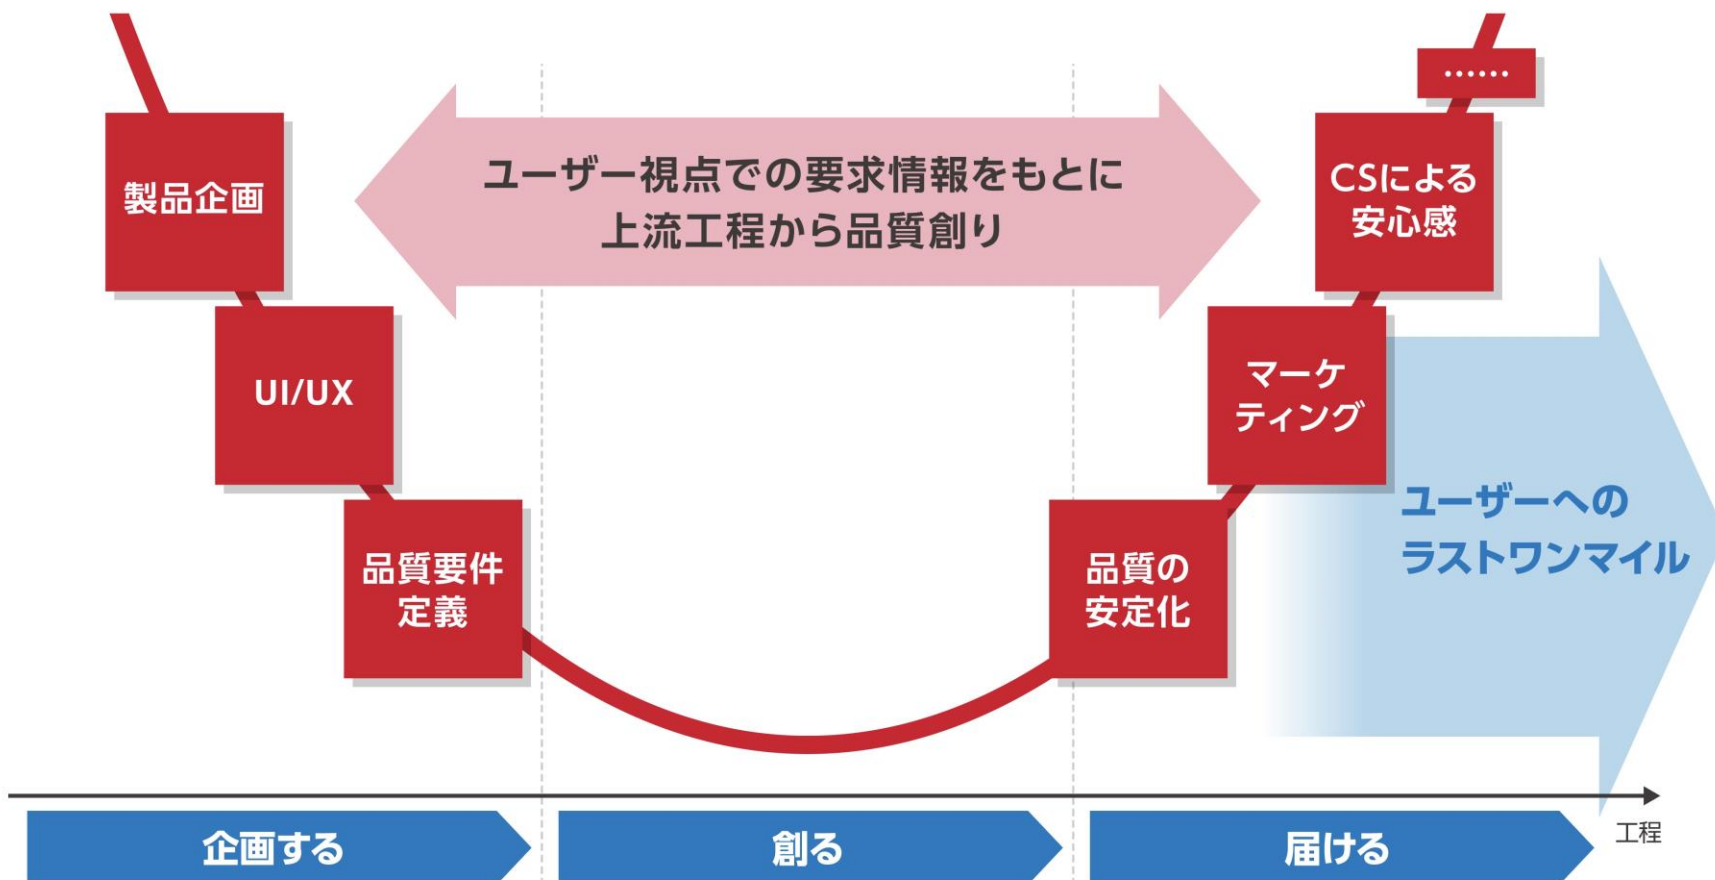 ……
製品企画
ユーザー視点での要求情報をもとに
上流工程から品質創り
CSによる
安心感
UI/UX
マーケ
ティング
品質要件
定義
品質の
安定化
ユーザーへの
ラストワンマイル
企画する
創る
届ける
工程